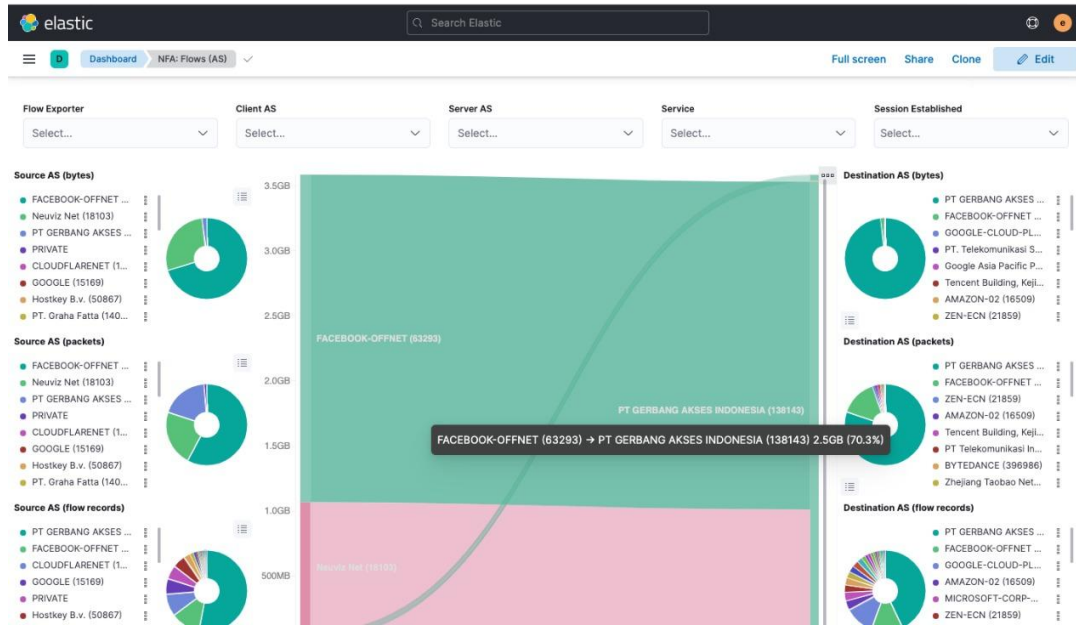 elastic
Search Elastic
e
D
Dashboard
NFA: Flows (AS)
Full screen
Share
Clone
Edit
Flow Exporter
Client AS
Server AS
Service
Session Established
Select...
Select...
Select...
Select...
Select...
Source AS (bytes)
FACEBOOK-OFFNET ...
Neuviz Net (18103)
PT GERBANG AKSES ...
PRIVATE
CLOUDFLARENET (1...
GOOGLE (15169)
Hostkey B.v. (50867)
PT. Graha Fatta (140...
Source AS (packets)
FACEBOOK-OFFNET ...
Neuviz Net (18103)
PT GERBANG AKSES ...
PRIVATE
CLOUDFLARENET (1...
GOOGLE (15169)
Hostkey B.v. (50867)
PT. Graha Fatta (140...
Source AS (flow records)
PT GERBANG AKSES ...
FACEBOOK-OFFNET ...
CLOUDFLARENET (1...
GOOGLE (15169)
PRIVATE
Hostkey B.v. (50867)
3.5GB
3.0GB
2.5GB
2.0GB
1.5GB
1.0GB
500MB
FACEBOOK-OFFNET (63293)
PT GERBANG AKSES INDONESIA (138143)
FACEBOOK-OFFNET (63293) → PT GERBANG AKSES INDONESIA (138143) 2.5GB (70.3%)
Neuviz Net (18103)
Destination AS (bytes)
PT GERBANG AKSES ...
FACEBOOK-OFFNET ...
GOOGLE-CLOUD-PL...
PT. Telekomunikasi S...
Google Asia Pacific P...
Tencent Building, Keji...
AMAZON-02 (16509)
ZEN-ECN (21859)
Destination AS (packets)
PT GERBANG AKSES ...
FACEBOOK-OFFNET ...
ZEN-ECN (21859)
AMAZON-02 (16509)
Tencent Building, Keji...
PT Telekomunikasi In...
BYTEDANCE (396986)
Zhejiang Taobao Net...
Destination AS (flow records)
PT GERBANG AKSES ...
FACEBOOK-OFFNET ...
GOOGLE-CLOUD-PL...
AMAZON-02 (16509)
MICROSOFT-CORP-...
ZEN-ECN (21859)